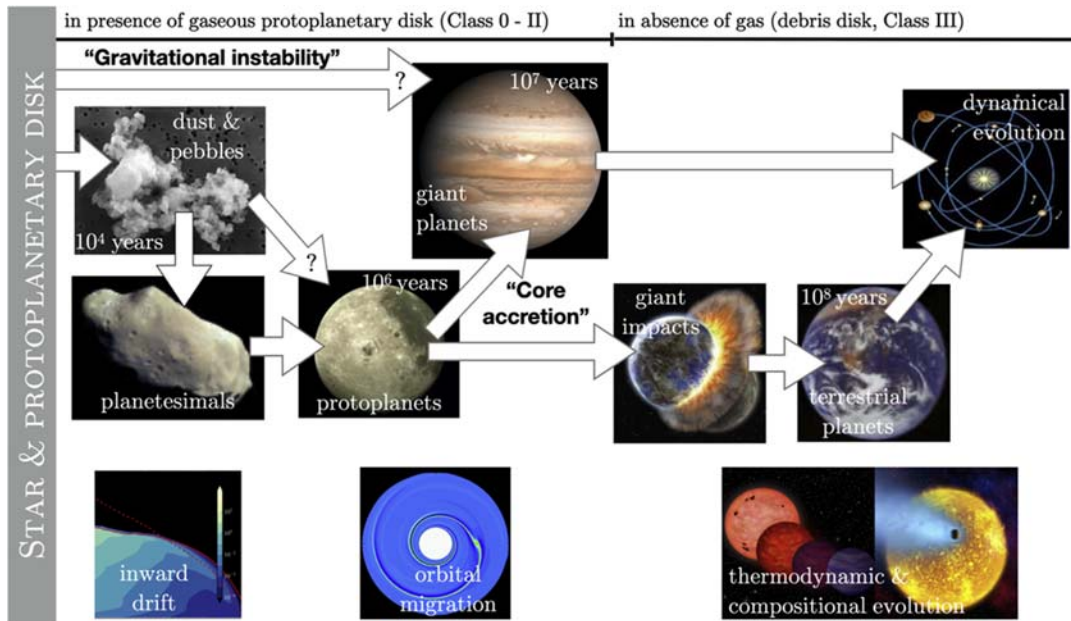 in presence of gaseous protoplanetary disk (Class 0 - II)
in absence of gas (debris disk, Class III)
STAR & PROTOPLANETARY DISK
“Gravitational instability”
?
10⁷ years
giant
planets
dust &
pebbles
10⁴ years
?
dynamical
evolution
planetesimals
10⁶ years
protoplanets
“Core
accretion”
giant
impacts
10⁸ years
terrestrial
planets
inward
drift
orbital
migration
thermodynamic &
compositional evolution